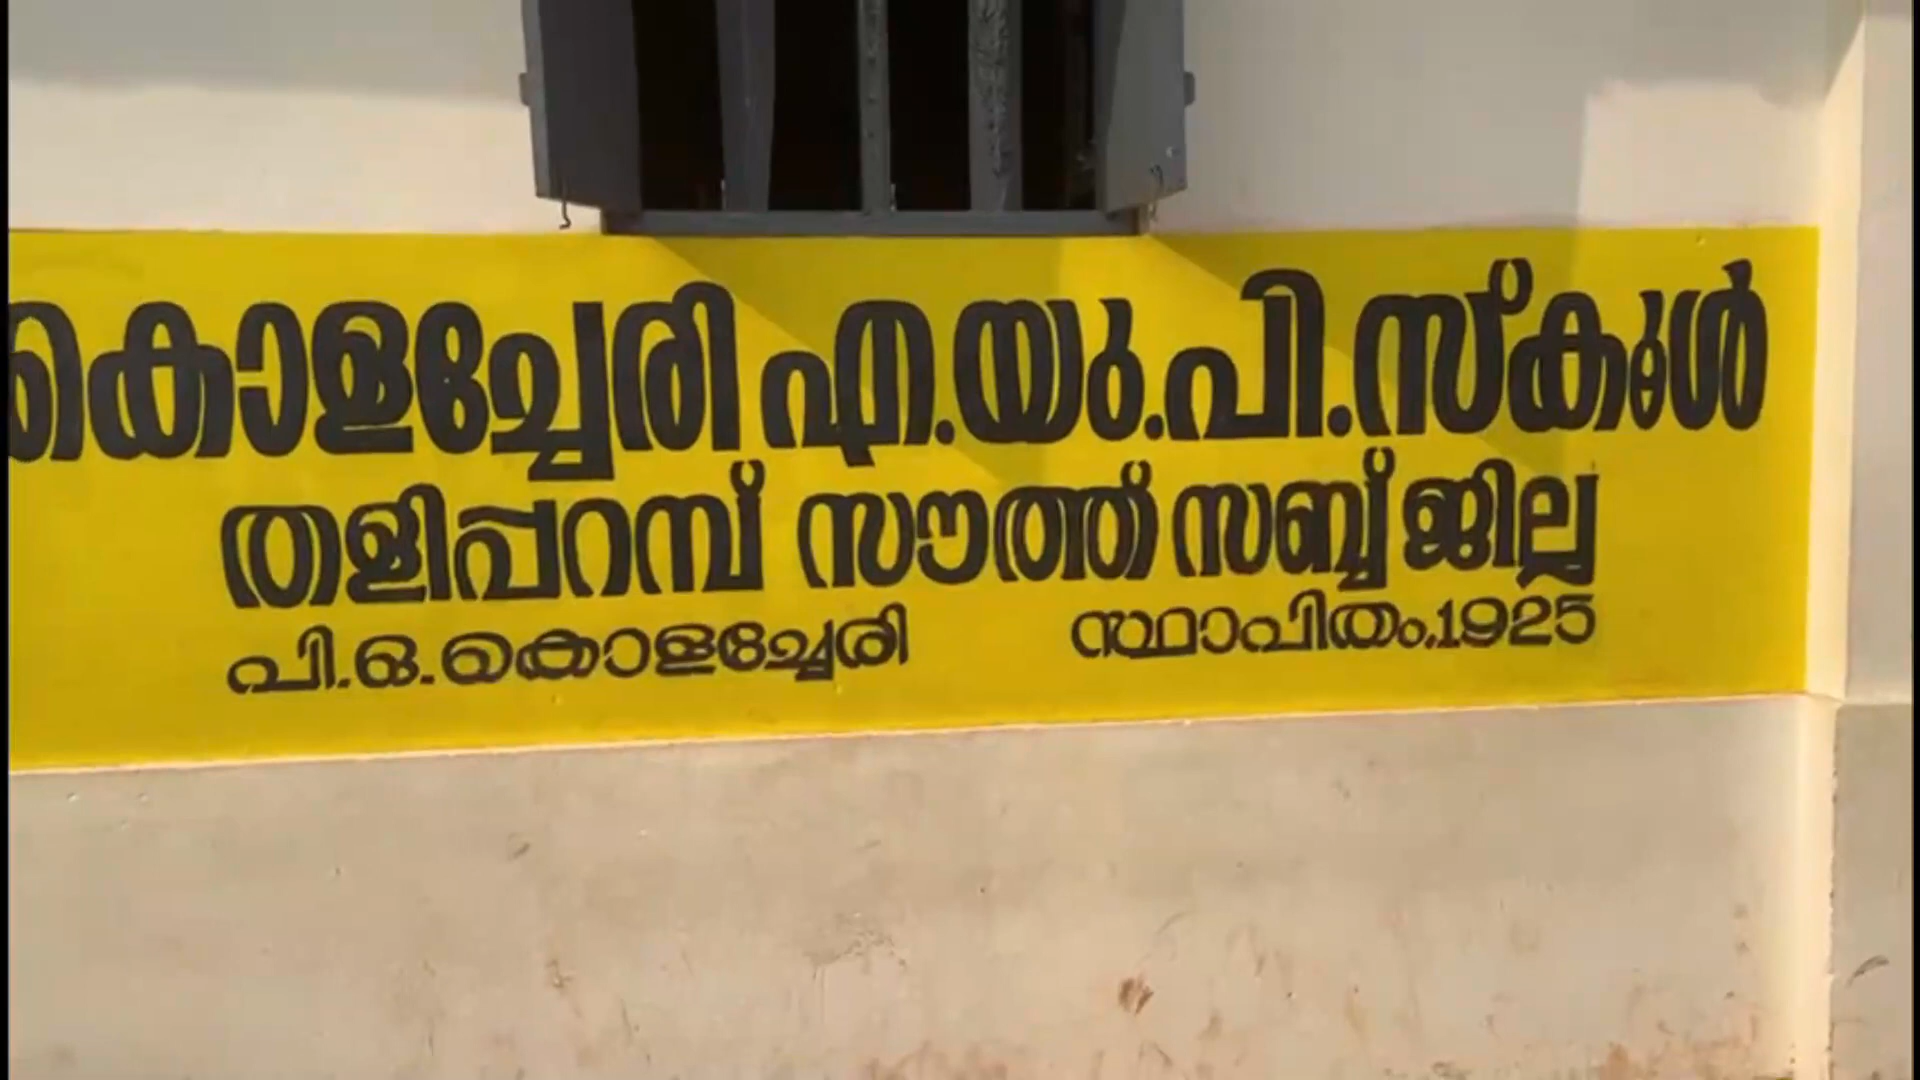 കൊളച്ചേരി എ.യു.പി.സ്കൂൾ
തളിപ്പറമ്പ് സൗത്ത് സബ്ബ് ജില്ല
പി.ഒ.കൊളച്ചേരി സ്ഥാപിതം.1925